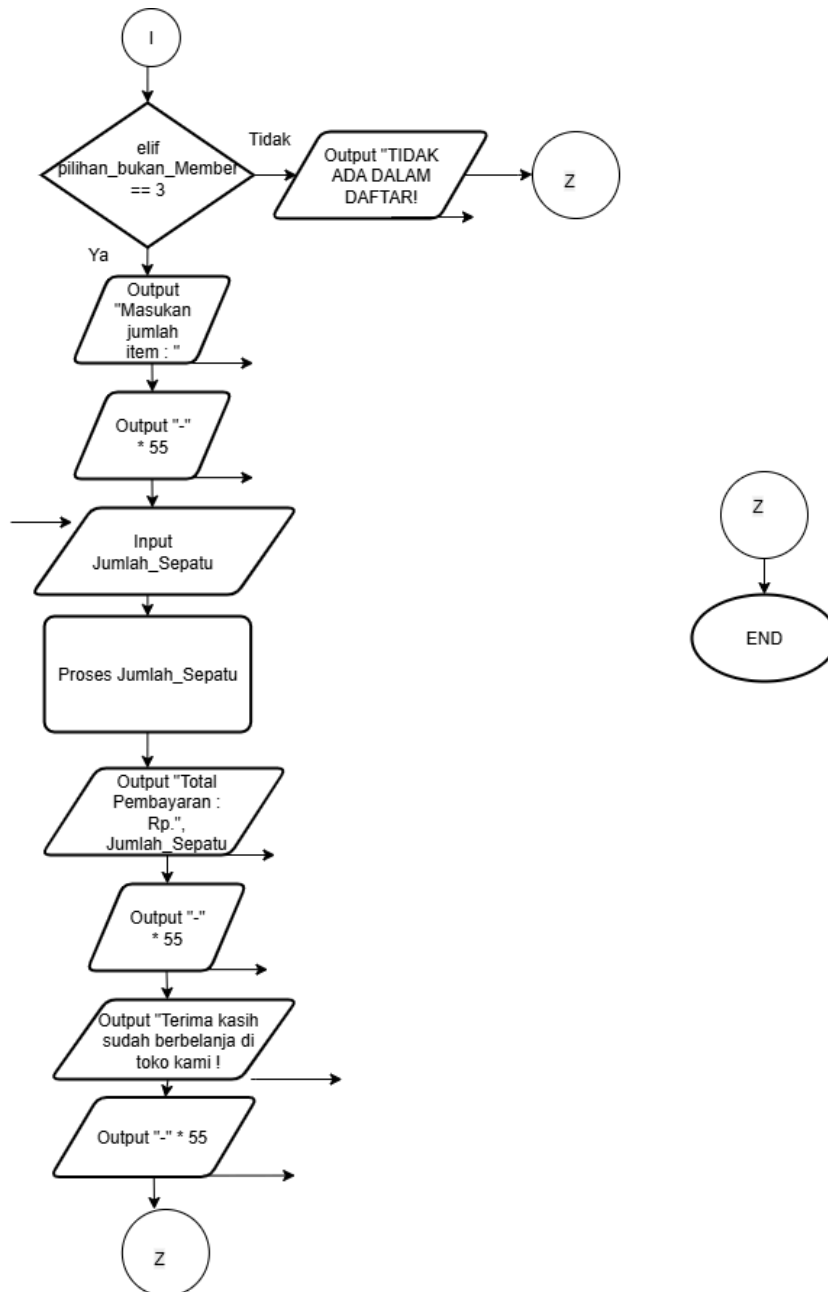 I
elif
pilihan_bukan_Member
== 3
Tidak
Output "TIDAK
ADA DALAM
DAFTAR!
Z
Ya
Output
"Masukan
jumlah
item : "
Output "-"
* 55
Input
Jumlah_Sepatu
Proses Jumlah_Sepatu
Output "Total
Pembayaran :
Rp.",
Jumlah_Sepatu
Output "-"
* 55
Output "Terima kasih
sudah berbelanja di
toko kami !
Output "-" * 55
Z
Z
END